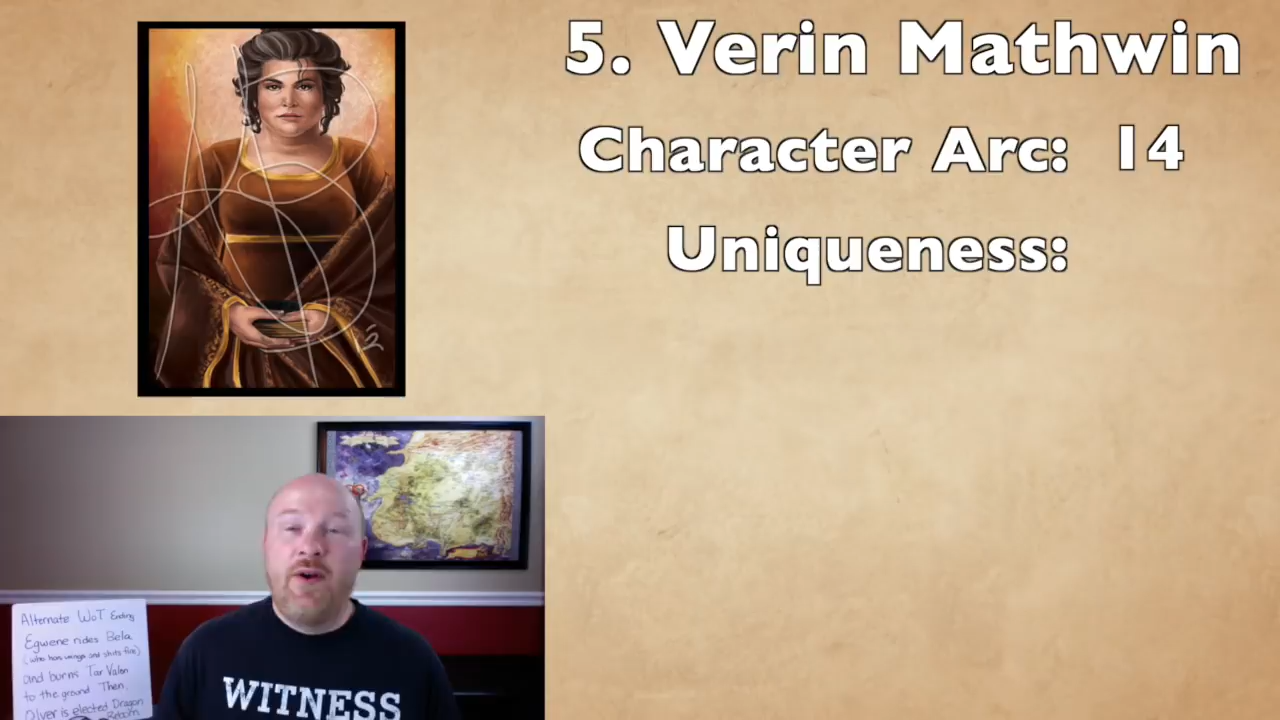 5. Verin Mathwin
Character Arc: 14
Uniqueness:
Alternate WoT Ending
Egwene rides Bela
(who has wings and shits fire)
and burns Tar Valon
to the ground Then,
Olver is elected Dragon
Reborn
WITNESS